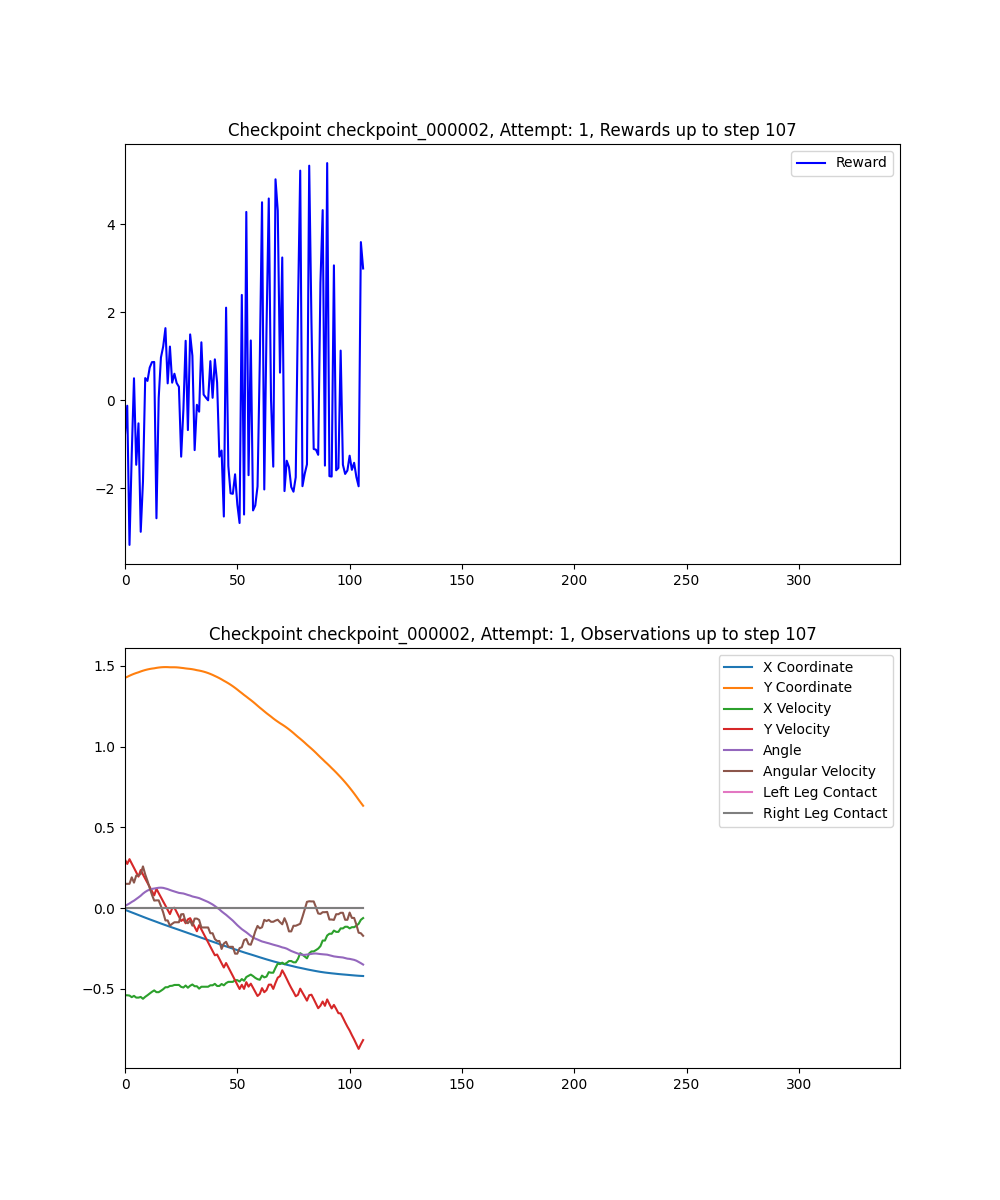 Checkpoint checkpoint_000002, Attempt: 1, Rewards up to step 107
Reward
4
2
0
−2
0 50 100 150 200 250 300
Checkpoint checkpoint_000002, Attempt: 1, Observations up to step 107
X Coordinate
Y Coordinate
X Velocity
Y Velocity
Angle
Angular Velocity
Left Leg Contact
Right Leg Contact
1.5
1.0
0.5
0.0
−0.5
0 50 100 150 200 250 300